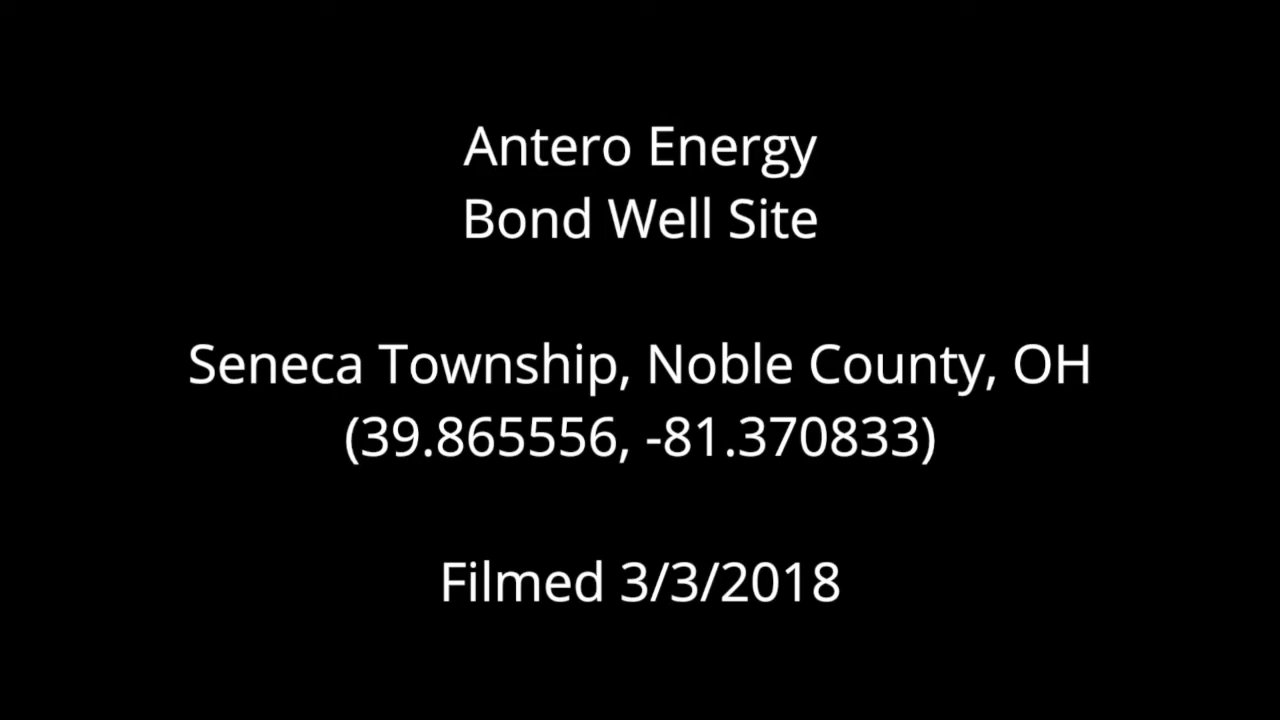 Antero Energy
Bond Well Site
Seneca Township, Noble County, OH
(39.865556, -81.370833)
Filmed 3/3/2018